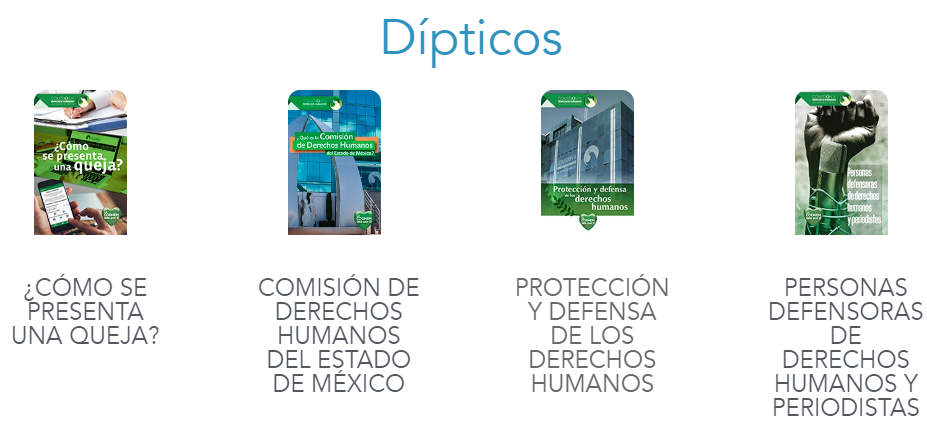 Dípticos
¿Cómo
se presenta
una queja?
¿Qué es la Comisión
de Derechos Humanos
del Estado de México?
Protección y defensa
de los
derechos
humanos
Personas
defensoras
de derechos
humanos
y periodistas
¿CÓMO SE
PRESENTA
UNA QUEJA?
COMISIÓN DE
DERECHOS
HUMANOS
DEL ESTADO
DE MÉXICO
PROTECCIÓN
Y DEFENSA
DE LOS
DERECHOS
HUMANOS
PERSONAS
DEFENSORAS
DE
DERECHOS
HUMANOS Y
PERIODISTAS